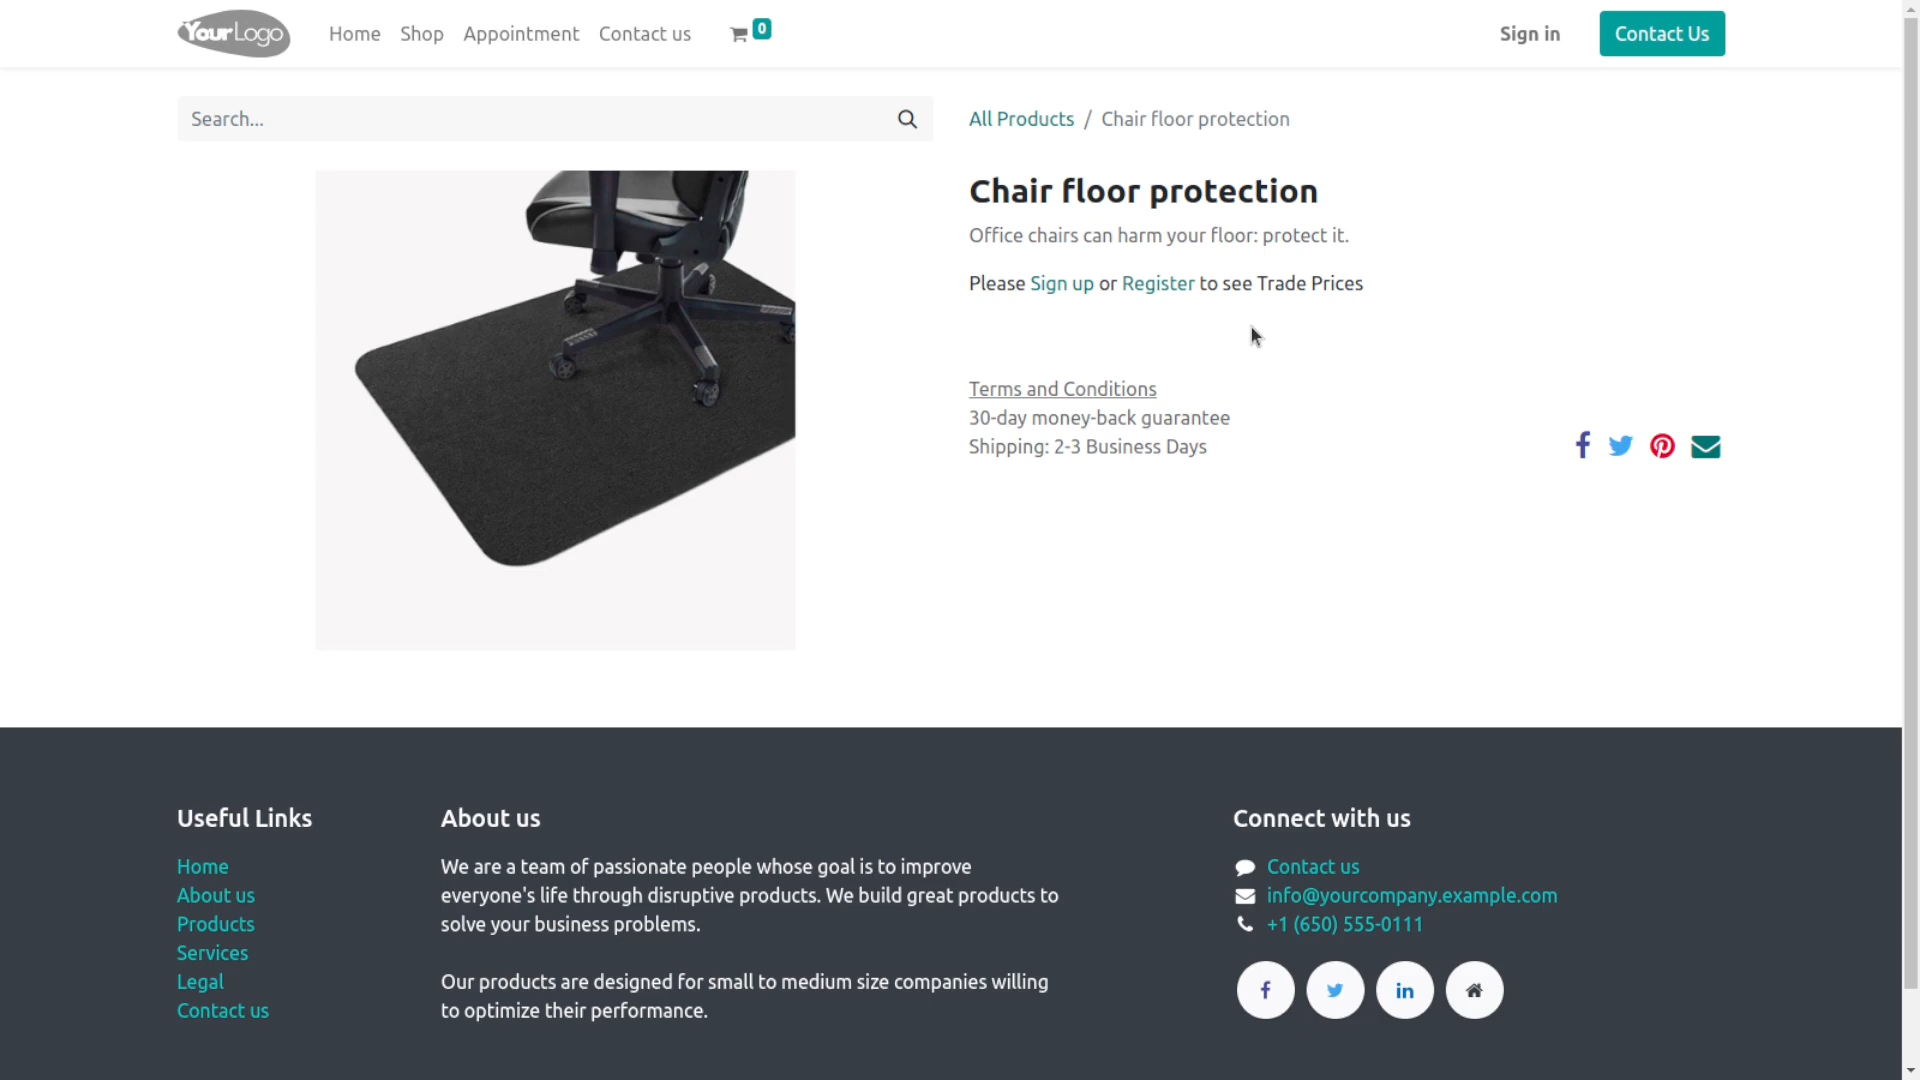 YourLogo
Home Shop Appointment Contact us 0 Sign in Contact Us
Search...
All Products / Chair floor protection
Chair floor protection
Office chairs can harm your floor: protect it.
Please Sign up or Register to see Trade Prices
Terms and Conditions
30-day money-back guarantee
Shipping: 2-3 Business Days
Useful Links
Home
About us
Products
Services
Legal
Contact us
About us
We are a team of passionate people whose goal is to improve
everyone's life through disruptive products. We build great products to
solve your business problems.
Our products are designed for small to medium size companies willing
to optimize their performance.
Connect with us
Contact us
info@yourcompany.example.com
+1 (650) 555-0111